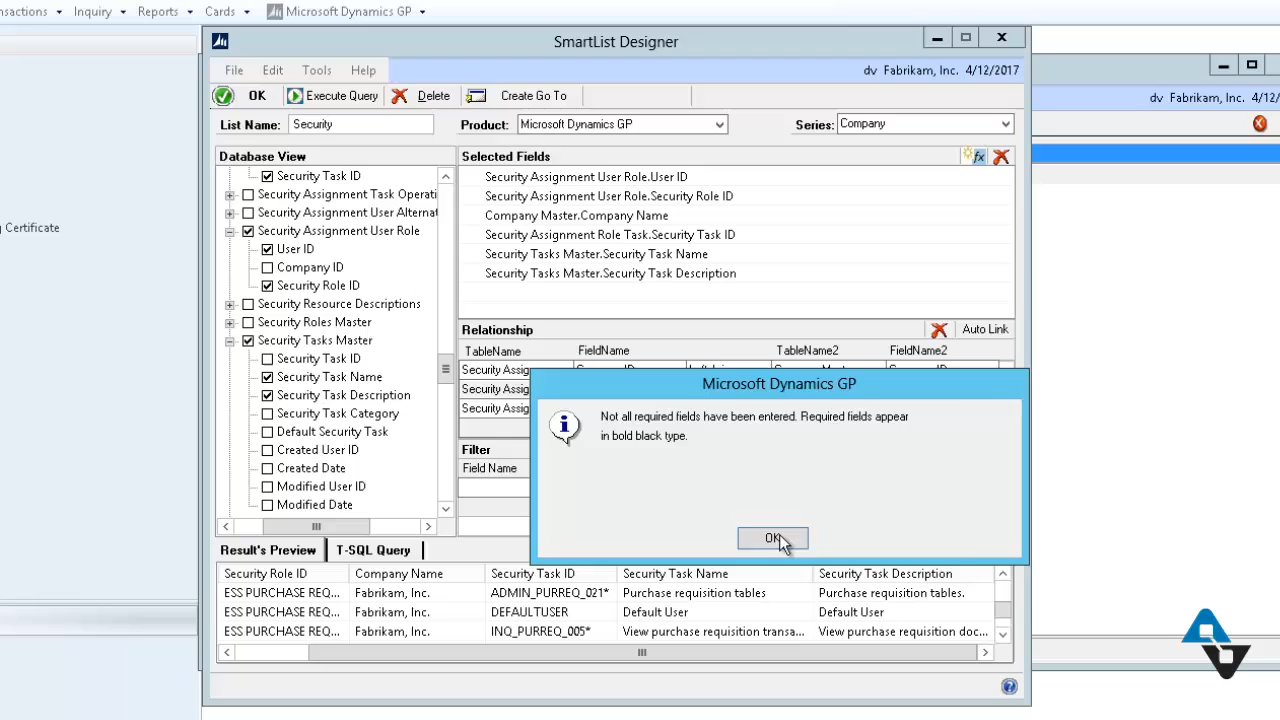 nsactions Inquiry Reports Cards Microsoft Dynamics GP
SmartList Designer
File Edit Tools Help
dv Fabrikam, Inc. 4/12/2017
dv Fabrikam, Inc. 4/12/
OK Execute Query Delete Create Go To
List Name: Security Product: Microsoft Dynamics GP Series: Company
Database View
Security Task ID
Security Assignment Task Operati
Security Assignment User Alternat
Security Assignment User Role
User ID
Company ID
Security Role ID
Security Resource Descriptions
Security Roles Master
Security Tasks Master
Security Task ID
Security Task Name
Security Task Description
Security Task Category
Default Security Task
Created User ID
Created Date
Modified User ID
Modified Date
Selected Fields
fx
Security Assignment User Role.User ID
Security Assignment User Role.Security Role ID
Company Master.Company Name
Security Assignment Role Task.Security Task ID
Security Tasks Master.Security Task Name
Security Tasks Master.Security Task Description
Relationship Auto Link
TableName FieldName TableName2 FieldName2
Security Assig
Security Assig
Security Assig
Filter
Field Name
Microsoft Dynamics GP
Not all required fields have been entered. Required fields appear
in bold black type.
OK
g Certificate
Result's Preview T-SQL Query
Security Role ID Company Name Security Task ID Security Task Name Security Task Description
ESS PURCHASE REQ... Fabrikam, Inc. ADMIN_PURREQ_021* Purchase requisition tables Purchase requisition tables.
ESS PURCHASE REQ... Fabrikam, Inc. DEFAULTUSER Default User Default User
ESS PURCHASE REQ... Fabrikam, Inc. INQ_PURREQ_005* View purchase requisition transa... View purchase requisition doc...